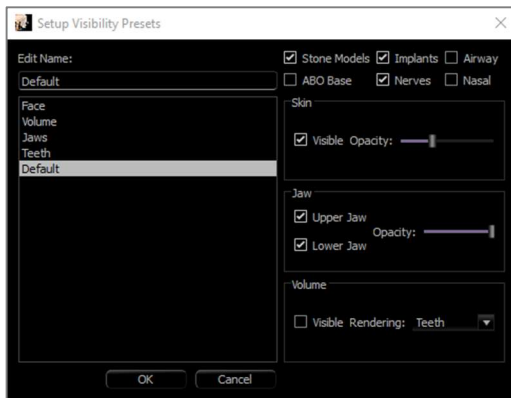 Setup Visibility Presets
Edit Name:
Default
Face
Volume
Jaws
Teeth
Default
Stone Models Implants Airway
ABO Base Nerves Nasal
Skin
Visible Opacity:
Jaw
Upper Jaw
Opacity:
Lower Jaw
Volume
Visible Rendering: Teeth
OK Cancel